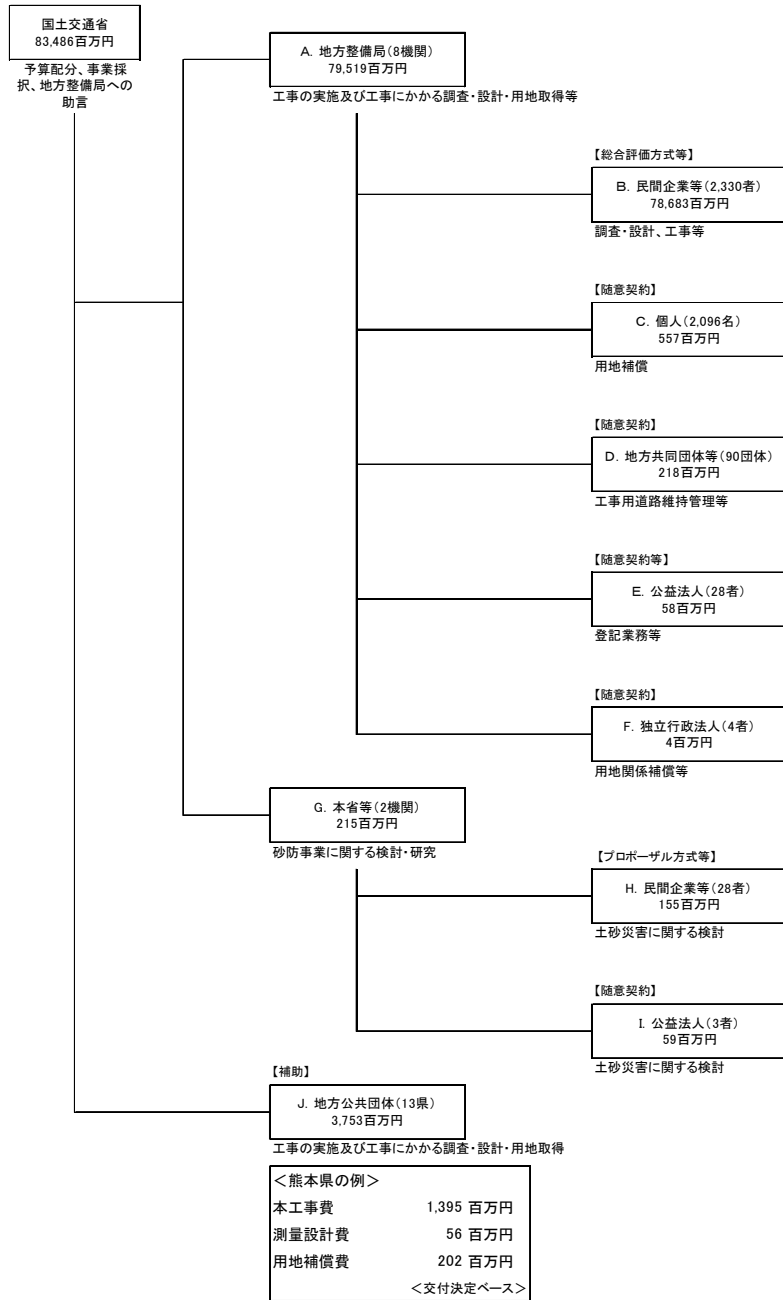 国土交通省
83,486百万円
予算配分、事業採
択、地方整備局への
助言
A. 地方整備局(8機関)
79,519百万円
工事の実施及び工事にかかる調査・設計・用地取得等
【総合評価方式等】
B. 民間企業等(2,330者)
78,683百万円
調査・設計、工事等
【随意契約】
C. 個人(2,096名)
557百万円
用地補償
【随意契約】
D. 地方共同団体等(90団体)
218百万円
工事用道路維持管理等
【随意契約等】
E. 公益法人(28者)
58百万円
登記業務等
【随意契約】
F. 独立行政法人(4者)
4百万円
用地関係補償等
G. 本省等(2機関)
215百万円
砂防事業に関する検討・研究
【プロポーザル方式等】
H. 民間企業等(28者)
155百万円
土砂災害に関する検討
【随意契約】
I. 公益法人(3者)
59百万円
土砂災害に関する検討
【補助】
J. 地方公共団体(13県)
3,753百万円
工事の実施及び工事にかかる調査・設計・用地取得
<熊本県の例>
本工事費 1,395 百万円
測量設計費 56 百万円
用地補償費 202 百万円
<交付決定ベース>